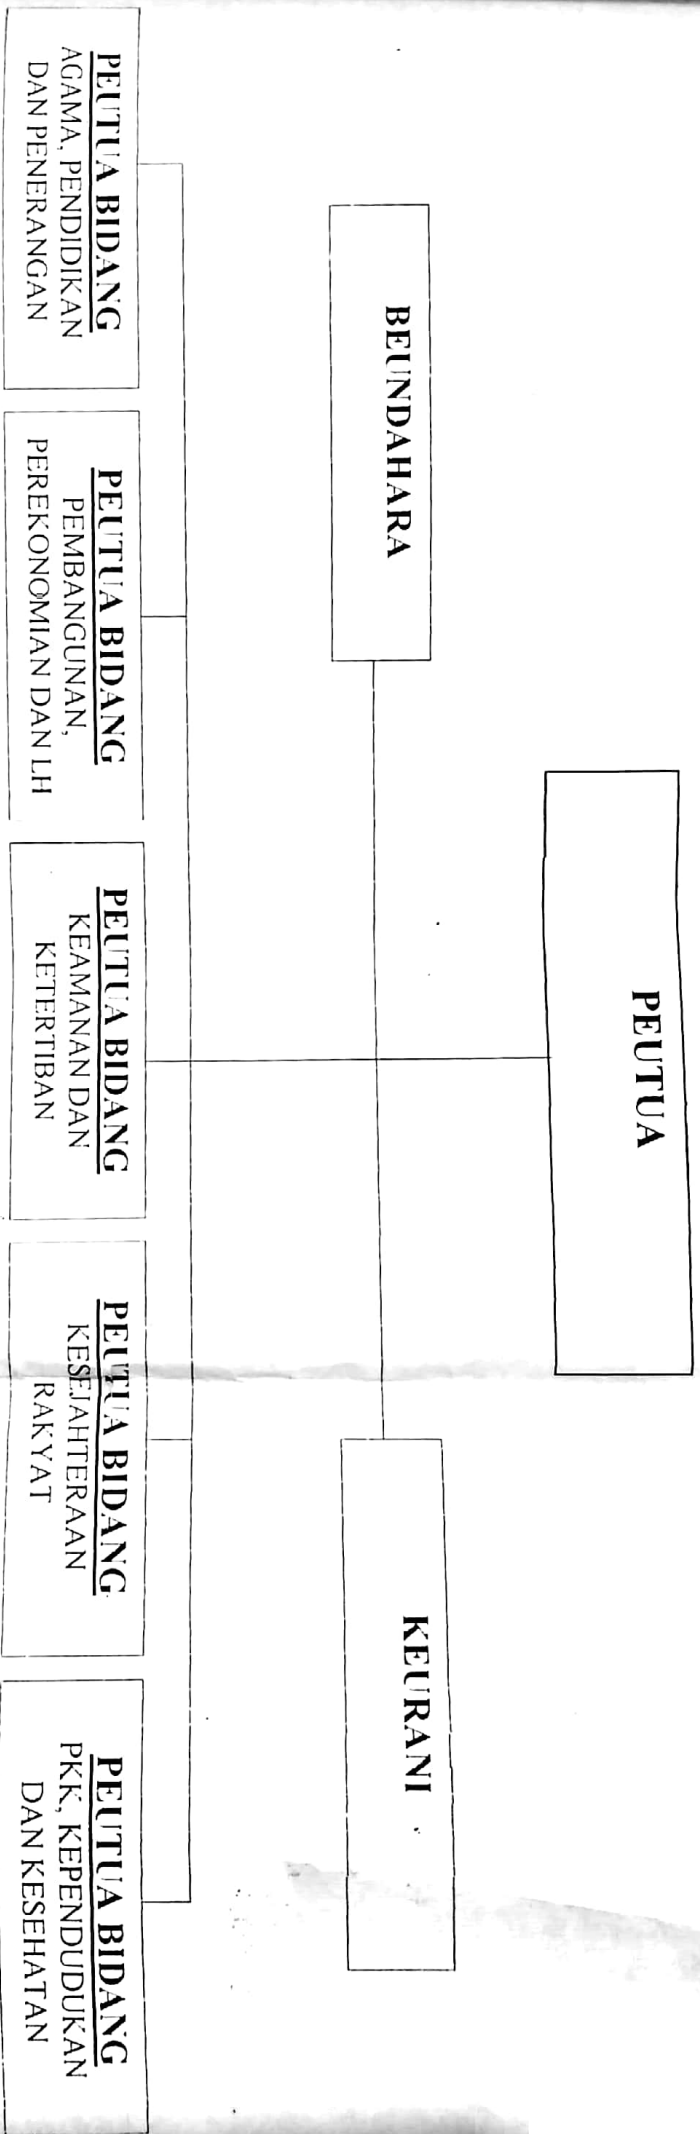 PEUTUA
BEUNDAHARA
KEURANI
PEUTUA BIDANG
AGAMA, PENDIDIKAN
DAN PENERANGAN
PEUTUA BIDANG
PEMBANGUNAN,
PEREKONOMIAN DAN LH
PEUTUA BIDANG
KEAMANAN DAN
KETERTIBAN
PEUTUA BIDANG
KESEJAHTERAAN
RAKYAT
PEUTUA BIDANG
PKK, KEPENDUDUKAN
DAN KESEHATAN